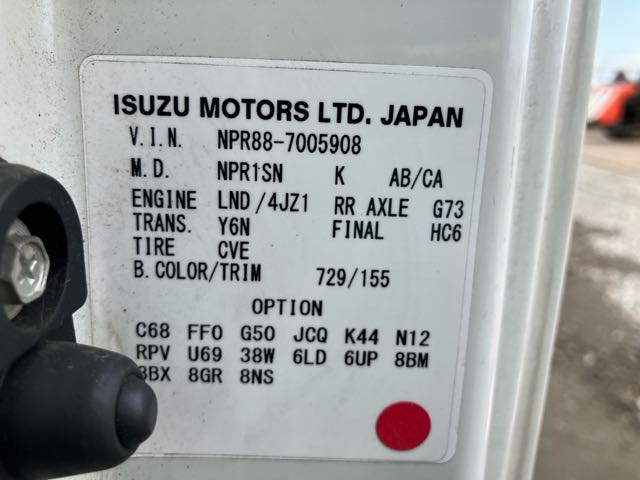 ISUZU MOTORS LTD. JAPAN
V.I.N. NPR88-7005908
M.D. NPR1SN K AB/CA
ENGINE LND/4JZ1 RR AXLE G73
TRANS. Y6N FINAL HC6
TIRE CVE
B.COLOR/TRIM 729/155
OPTION
C68 FF0 G50 JCQ K44 N12
RPV U69 38W 6LD 6UP 8BM
8GR 8NS